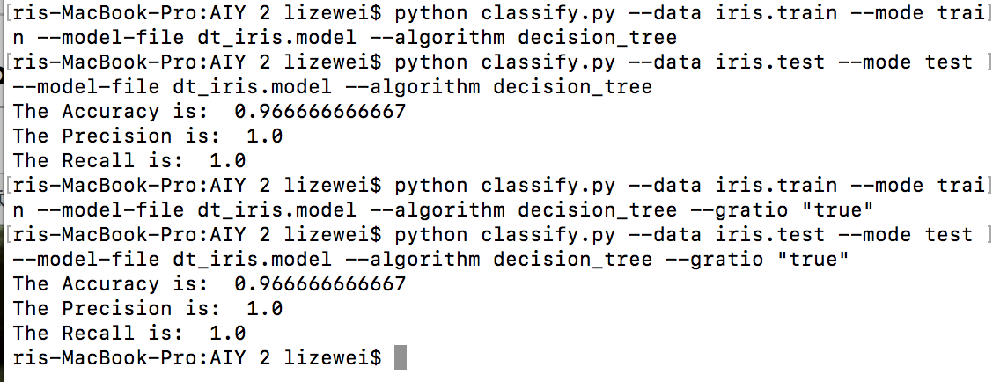 [ris-MacBook-Pro:AIY 2 lizewei$ python classify.py --data iris.train --mode trai]
n --model-file dt_iris.model --algorithm decision_tree
[ris-MacBook-Pro:AIY 2 lizewei$ python classify.py --data iris.test --mode test ]
--model-file dt_iris.model --algorithm decision_tree
The Accuracy is:  0.966666666667
The Precision is:  1.0
The Recall is:  1.0
[ris-MacBook-Pro:AIY 2 lizewei$ python classify.py --data iris.train --mode trai]
n --model-file dt_iris.model --algorithm decision_tree --gratio "true"
[ris-MacBook-Pro:AIY 2 lizewei$ python classify.py --data iris.test --mode test ]
--model-file dt_iris.model --algorithm decision_tree --gratio "true"
The Accuracy is:  0.966666666667
The Precision is:  1.0
The Recall is:  1.0
ris-MacBook-Pro:AIY 2 lizewei$